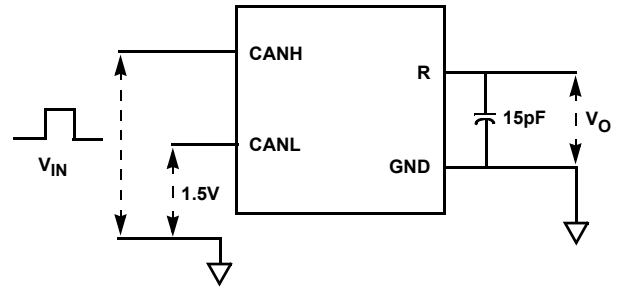 CANH
R
15pF
V_O
V_IN
CANL
1.5V
GND